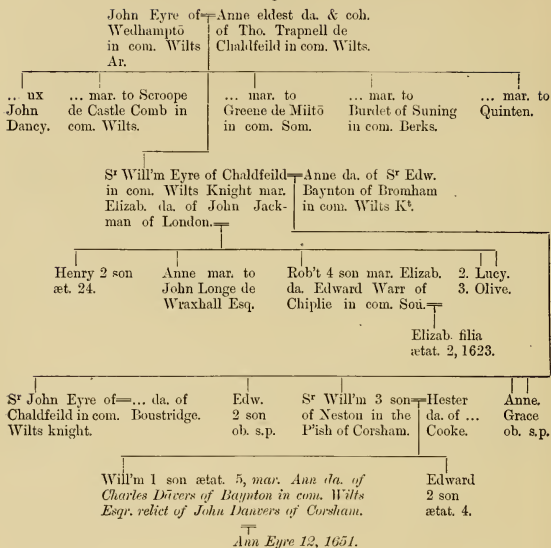 John Eyre of = Anne eldest da. & coh.
Wedhamptō of Tho. Trapnell de
in com. Wilts Chaldfeild in com. Wilts.
Ar.
... ux ... mar. to Scroope ... mar. to ... mar. to ... mar. to
John de Castle Comb in Greene de Miltō Burdet of Suning Quinten.
Dancy. com. Wilts. in com. Som. in com. Berks.
Sʳ Will'm Eyre of Chaldfeild = Anne da. of Sʳ Edw.
in com. Wilts Knight mar. Baynton of Bromham
Elizab. da. of John Jack- in com. Wilts Kᵗ.
man of London. =
Henry 2 son Anne mar. to Rob't 4 son mar. Elizab. 2. Lucy.
æt. 24. John Longe de da. Edward Warr of 3. Olive.
Wraxhall Esq. Chiplie in com. Soū. =
Elizab. filia
ætat. 2, 1623.
Sʳ John Eyre of = ... da. of Edw. Sʳ Will'm 3 son = Hester Anne.
Chaldfeild in com. Boustridge. 2 son of Neston in the da. of ... Grace
Wilts knight. ob. s.p. P'ish of Corsham. Cooke. ob. s.p.
Will'm 1 son ætat. 5, mar. Ann da. of Edward
Charles Dāvers of Baynton in com. Wilts 2 son
Esqr. relict of John Danvers of Corsham. ætat. 4.
Ann Eyre 12, 1651.